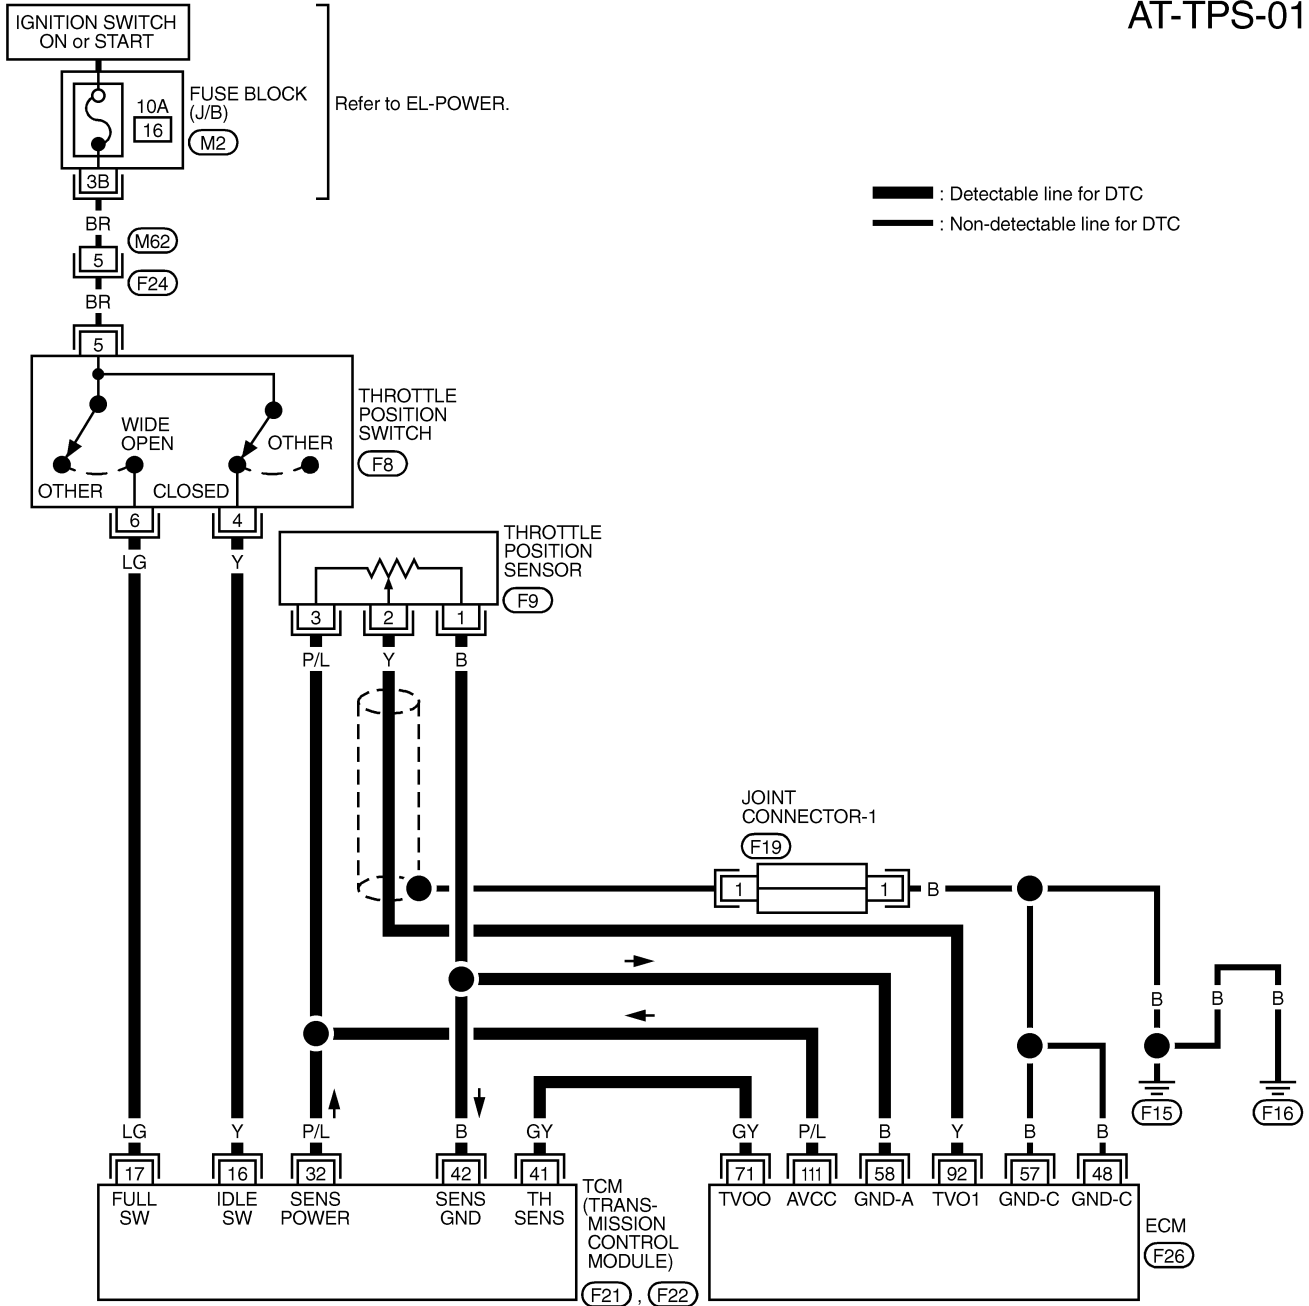 AT-TPS-01
IGNITION SWITCH
ON or START
FUSE BLOCK
(J/B)
10A
16
M2
Refer to EL-POWER.
3B
: Detectable line for DTC
: Non-detectable line for DTC
BR
M62
5
F24
BR
5
THROTTLE
POSITION
SWITCH
F8
WIDE
OPEN
OTHER
OTHER
CLOSED
6
4
LG
Y
THROTTLE
POSITION
SENSOR
F9
3
2
1
P/L
Y
B
JOINT
CONNECTOR-1
F19
1
1
B
B
B
B
F15
F16
LG
Y
P/L
B
GY
GY
P/L
B
Y
B
B
17
16
32
42
41
71
111
58
92
57
48
FULL
SW
IDLE
SW
SENS
POWER
SENS
GND
TH
SENS
TCM
(TRANS-
MISSION
CONTROL
MODULE)
F21 , F22
TVOO
AVCC
GND-A
TVO1
GND-C
GND-C
ECM
F26